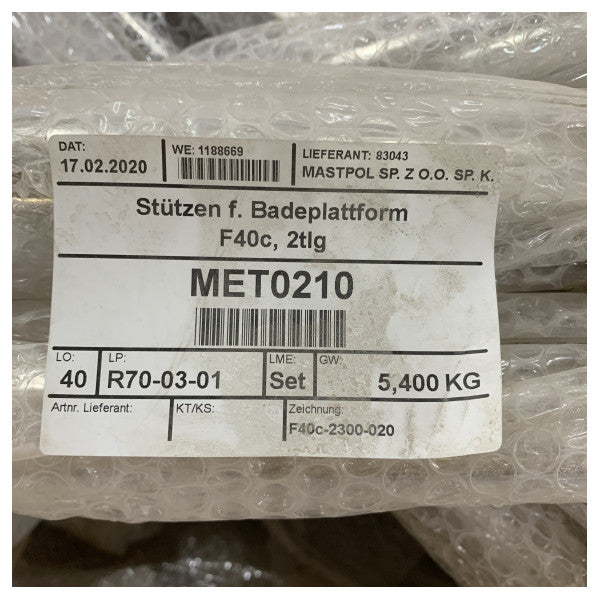 DAT:
17.02.2020
WE: 1188669
LIEFERANT: 83043
MASTPOL SP. Z O.O. SP. K.
Stützen f. Badeplattform
F40c, 2tlg
MET0210
LO:
40
LP:
R70-03-01
LME:
Set
GW:
5,400 KG
Artnr. Lieferant:
KT/KS:
Zeichnung:
F40c-2300-020